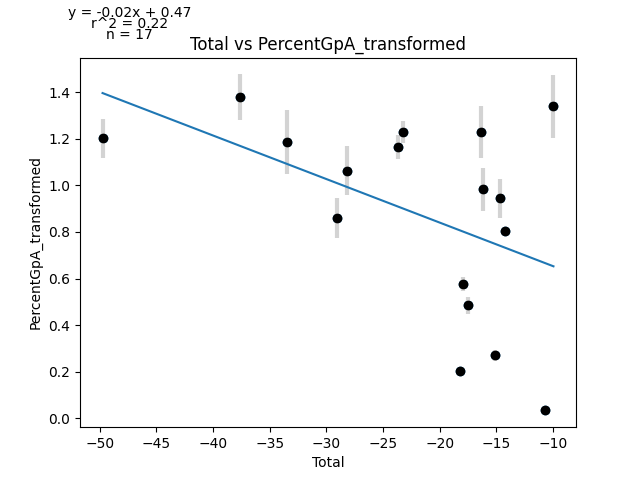 y = -0.02x + 0.47
r^2 = 0.22
n = 17
Total vs PercentGpA_transformed
PercentGpA_transformed
1.4
1.2
1.0
0.8
0.6
0.4
0.2
0.0
−50 −45 −40 −35 −30 −25 −20 −15 −10
Total